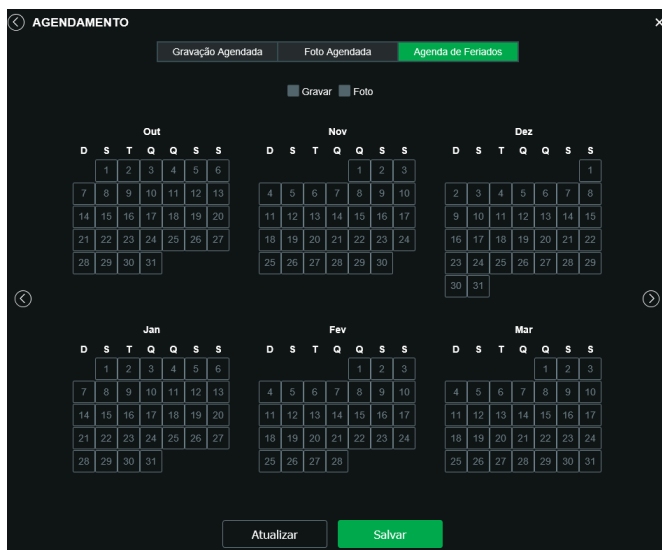 AGENDAMENTO
×
Gravação Agendada Foto Agendada Agenda de Feriados
Gravar Foto
Out Nov Dez
D S T Q Q S S D S T Q Q S S D S T Q Q S S
1 2 3 4 5 6 1 2 3 1
7 8 9 10 11 12 13 4 5 6 7 8 9 10 2 3 4 5 6 7 8
14 15 16 17 18 19 20 11 12 13 14 15 16 17 9 10 11 12 13 14 15
21 22 23 24 25 26 27 18 19 20 21 22 23 24 16 17 18 19 20 21 22
28 29 30 31 25 26 27 28 29 30 23 24 25 26 27 28 29
30 31
Jan Fev Mar
D S T Q Q S S D S T Q Q S S D S T Q Q S S
1 2 3 4 5 6 1 2 3 1 2 3
7 8 9 10 11 12 13 4 5 6 7 8 9 10 4 5 6 7 8 9 10
14 15 16 17 18 19 20 11 12 13 14 15 16 17 11 12 13 14 15 16 17
21 22 23 24 25 26 27 18 19 20 21 22 23 24 18 19 20 21 22 23 24
28 29 30 31 25 26 27 28 25 26 27 28 29 30 31
Atualizar Salvar